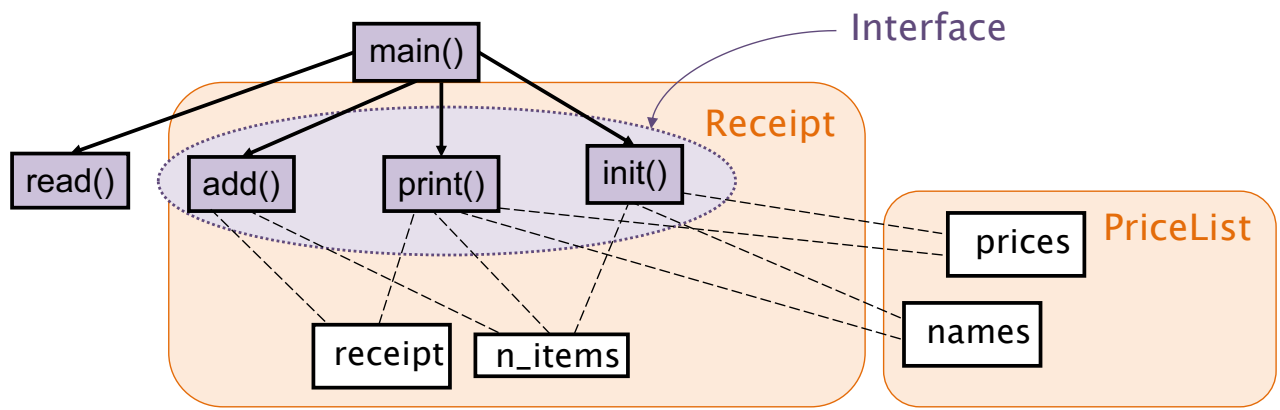 Interface
main()
Receipt
read()
add()
print()
init()
PriceList
prices
names
receipt
n_items